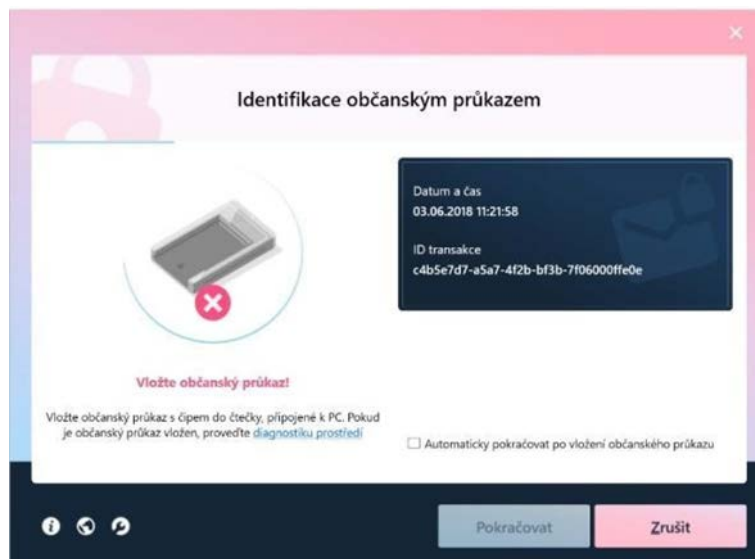 Identifikace občanským průkazem
Datum a čas
03.06.2018 11:21:58
ID transakce
c4b5e7d7-a5a7-4f2b-bf3b-7f06000ffe0e
Vložte občanský průkaz!
Vložte občanský průkaz s čipem do čtečky, připojené k PC. Pokud
je občanský průkaz vložen, proveďte diagnostiku prostředí
Automaticky pokračovat po vložení občanského průkazu
Pokračovat
Zrušit